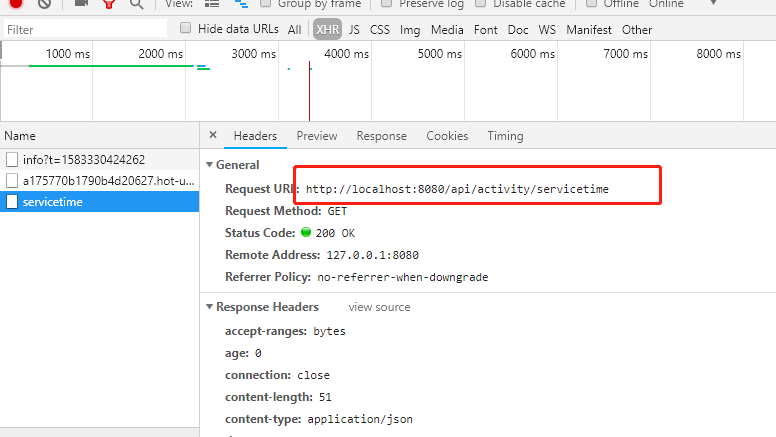 View: Group by frame Preserve log Disable cache Offline Online
Filter Hide data URLs All XHR JS CSS Img Media Font Doc WS Manifest Other
1000 ms 2000 ms 3000 ms 4000 ms 5000 ms 6000 ms 7000 ms 8000 ms
Name × Headers Preview Response Cookies Timing
info?t=1583330424262
a175770b1790b4d20627.hot-u...
servicetime
▼ General
Request URL: http://localhost:8080/api/activity/servicetime
Request Method: GET
Status Code: 200 OK
Remote Address: 127.0.0.1:8080
Referrer Policy: no-referrer-when-downgrade
▼ Response Headers view source
accept-ranges: bytes
age: 0
connection: close
content-length: 51
content-type: application/json